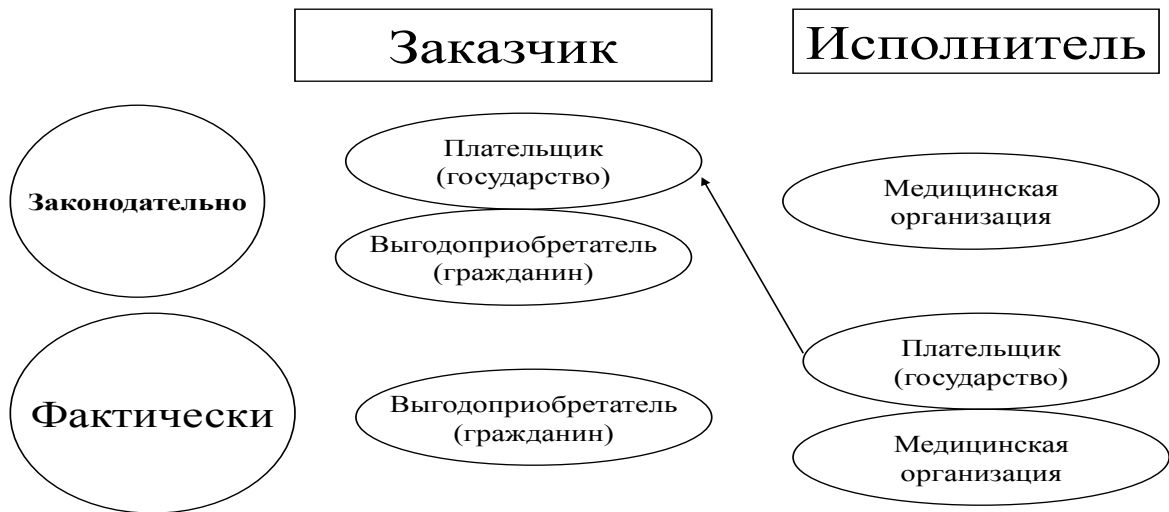 Заказчик
Исполнитель
Законодательно
Плательщик
(государство)
Выгодоприобретатель
(гражданин)
Медицинская
организация
Фактически
Выгодоприобретатель
(гражданин)
Плательщик
(государство)
Медицинская
организация